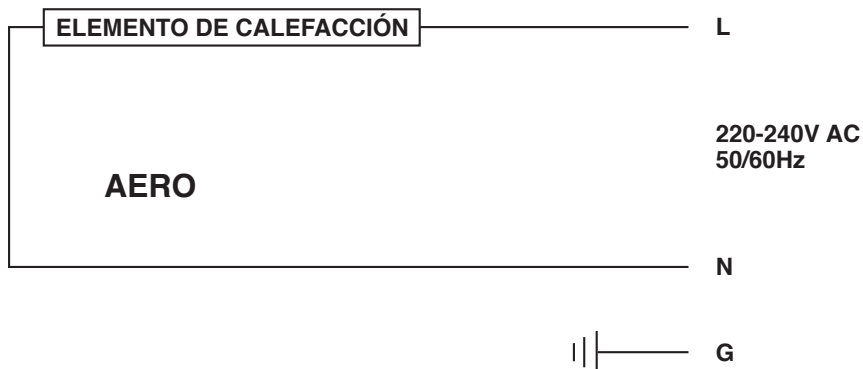 ELEMENTO DE CALEFACCIÓN
L
220-240V AC
50/60Hz
AERO
N
G